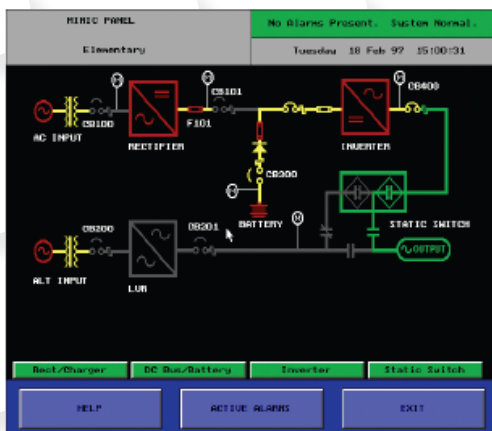 MIMIC PANEL
No Alarms Present. System Normal.
Elementary
Tuesday 18 Feb 97 15:00:31
CB101
CB400
CB100
F101
AC INPUT
RECTIFIER
INVERTER
CB300
BATTERY
CB200
CB201
STATIC SWITCH
OUTPUT
ALT INPUT
LVR
Rect/Charger
DC Bus/Battery
Inverter
Static Switch
HELP
ACTIVE ALARMS
EXIT